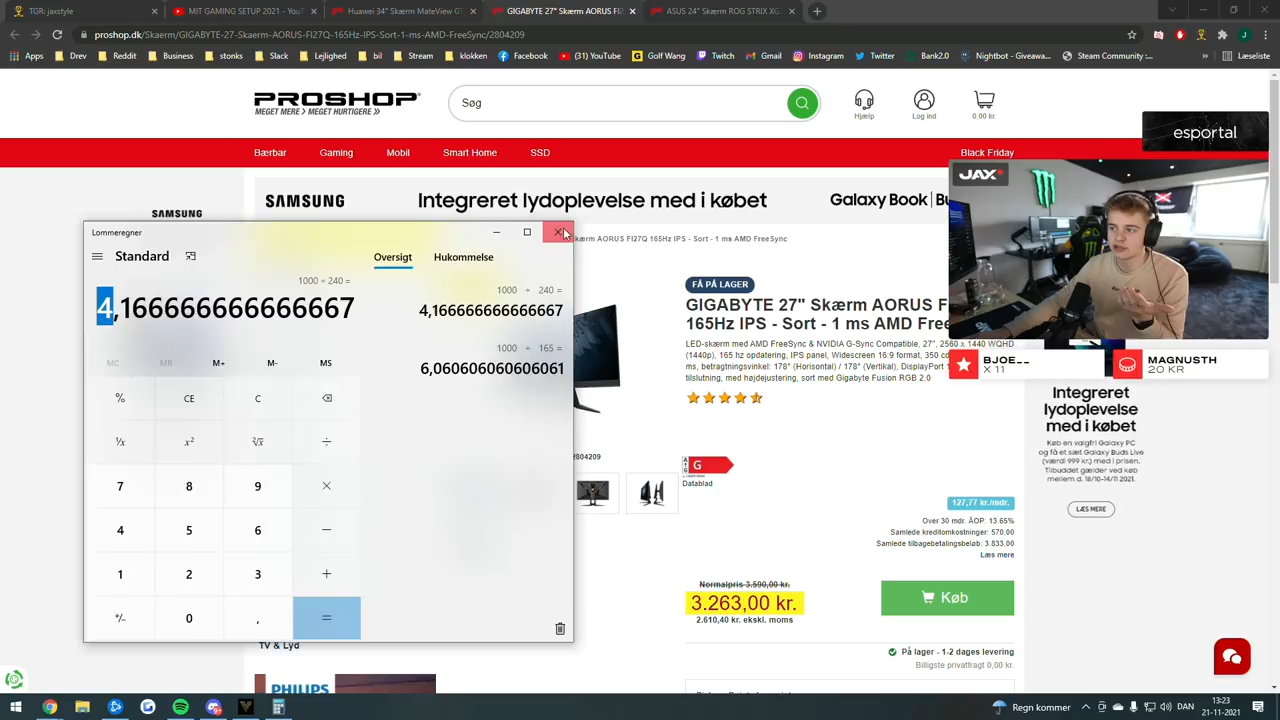 TGR: jaxstyle
MIT GAMING SETUP 2021 - YouT
Huawei 34" Skærm MateView GT
GIGABYTE 27" Skærm AORUS FI
ASUS 24" Skærm ROG STRIX XG
proshop.dk/Skaerm/GIGABYTE-27-Skaerm-AORUS-FI27Q-165Hz-IPS-Sort-1-ms-AMD-FreeSync/2804209
Apps
Drev
Reddit
Business
Stream
klokken
Facebook
(31) YouTube
Golf Wang
Twitch
Gmail
Instagram
Twitter
Bank2.0
Nightbot - Giveawa...
Steam Community :...
»
Læseliste
PROSHOP
MEGET MERE > MEGET HURTIGERE »
Søg
Hjælp
Log ind
0,00 kr.
esportal
Bærbar
Gaming
Mobil
Smart Home
SSD
Black Friday
JAX
SAMSUNG
Integreret lydoplevelse med i købet
Galaxy Book | Bu
SAMSUNG
Lommeregner
kærm AORUS FI27Q 165Hz IPS - Sort - 1 ms AMD FreeSync
Standard
Oversigt
Hukommelse
1000 ÷ 240 =
4,166666666666667
1000 ÷ 240 =
4,166666666666667
1000 ÷ 165 =
6,060606060606061
MC
MR
M+
M-
MS
%
CE
C
⌫
¹/x
x²
²√x
÷
7
8
9
×
4
5
6
−
1
2
3
+
+/-
0
,
=
FÅ PÅ LAGER
GIGABYTE 27" Skærm AORUS F
165Hz IPS - Sort - 1 ms AMD Free
LED-skærm med AMD FreeSync & NVIDIA G-Sync Compatible, 27", 2560 x 1440 WQHD
(1440p), 165 hz opdatering, IPS panel, Widescreen 16:9 format, 350 cd
ms, betragtningsvinkel: 178° (Horisontal) / 178° (Vertikal), DisplayPort 1
tilslutning, med højdejustering, sort med Gigabyte Fusion RGB 2.0
BJOE__
X 11
MAGNUSTH
20 KR
Integreret
lydoplevelse
med i købet
Køb en valgfri Galaxy PC
og få et sæt Galaxy Buds Live
(værdi 999 kr.) med i prisen.
Tilbuddet gælder ved køb
mellem d. 18/10-14/11 2021.
LÆS MERE
2804209
G
Datablad
127,77 kr./mdr.
Over 30 mdr. ÅOP: 13.65%
Samlede kreditomkostninger: 570,00
Samlede tilbagebetalingsbeløb: 3.833,00
Læs mere
Normalpris 3.590,00 kr.
3.263,00 kr.
2.610,40 kr. ekskl. moms
Køb
På lager - 1-2 dages levering
Billigste privatfragt 0,00 kr.
TV & Lyd
PHILIPS
Regn kommer
DAN
13:23
21-11-2021